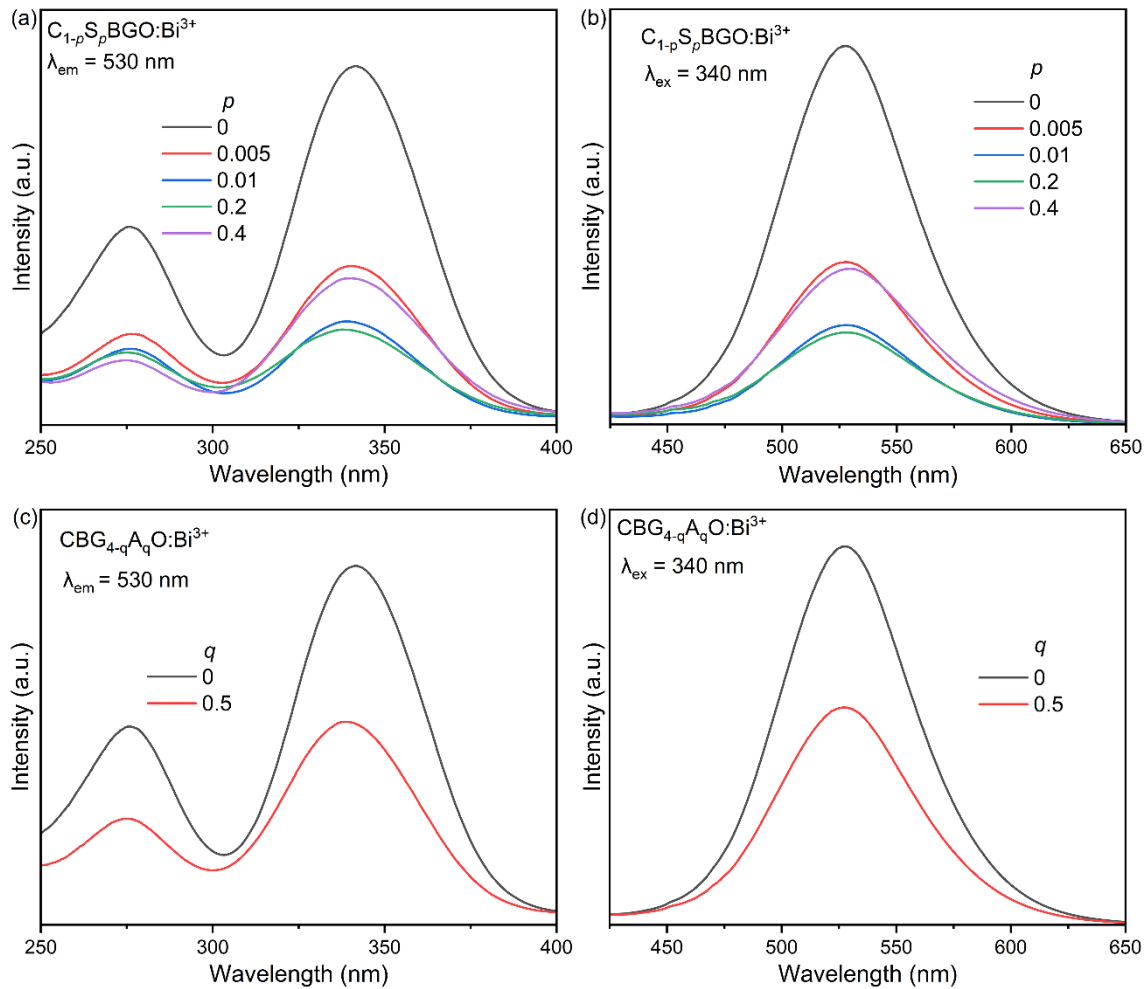 (a)
C₁₋ₚSₚBGO:Bi³⁺
λem = 530 nm
p
0
0.005
0.01
0.2
0.4
Intensity (a.u.)
250
300
350
400
Wavelength (nm)
(b)
C₁₋ₚSₚBGO:Bi³⁺
λex = 340 nm
p
0
0.005
0.01
0.2
0.4
Intensity (a.u.)
450
500
550
600
650
Wavelength (nm)
(c)
CBG4-qAqO:Bi³⁺
λem = 530 nm
q
0
0.5
Intensity (a.u.)
250
300
350
400
Wavelength (nm)
(d)
CBG4-qAqO:Bi³⁺
λex = 340 nm
q
0
0.5
Intensity (a.u.)
450
500
550
600
650
Wavelength (nm)